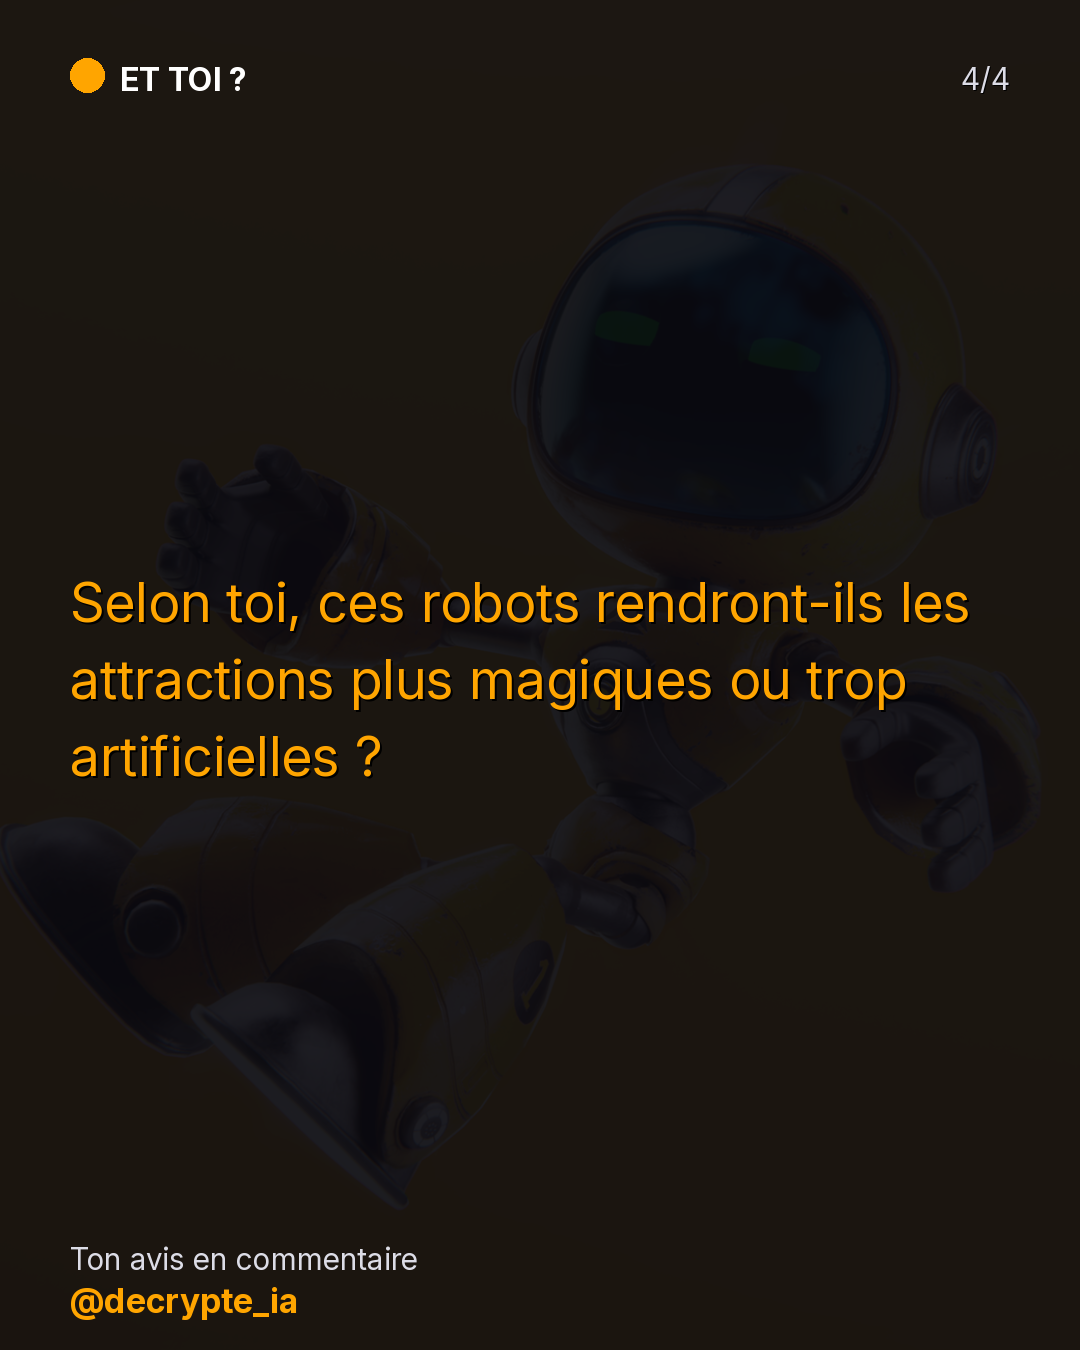 ET TOI ?
4/4
Selon toi, ces robots rendront-ils les
attractions plus magiques ou trop
artificielles ?
Ton avis en commentaire
@decrypte_ia